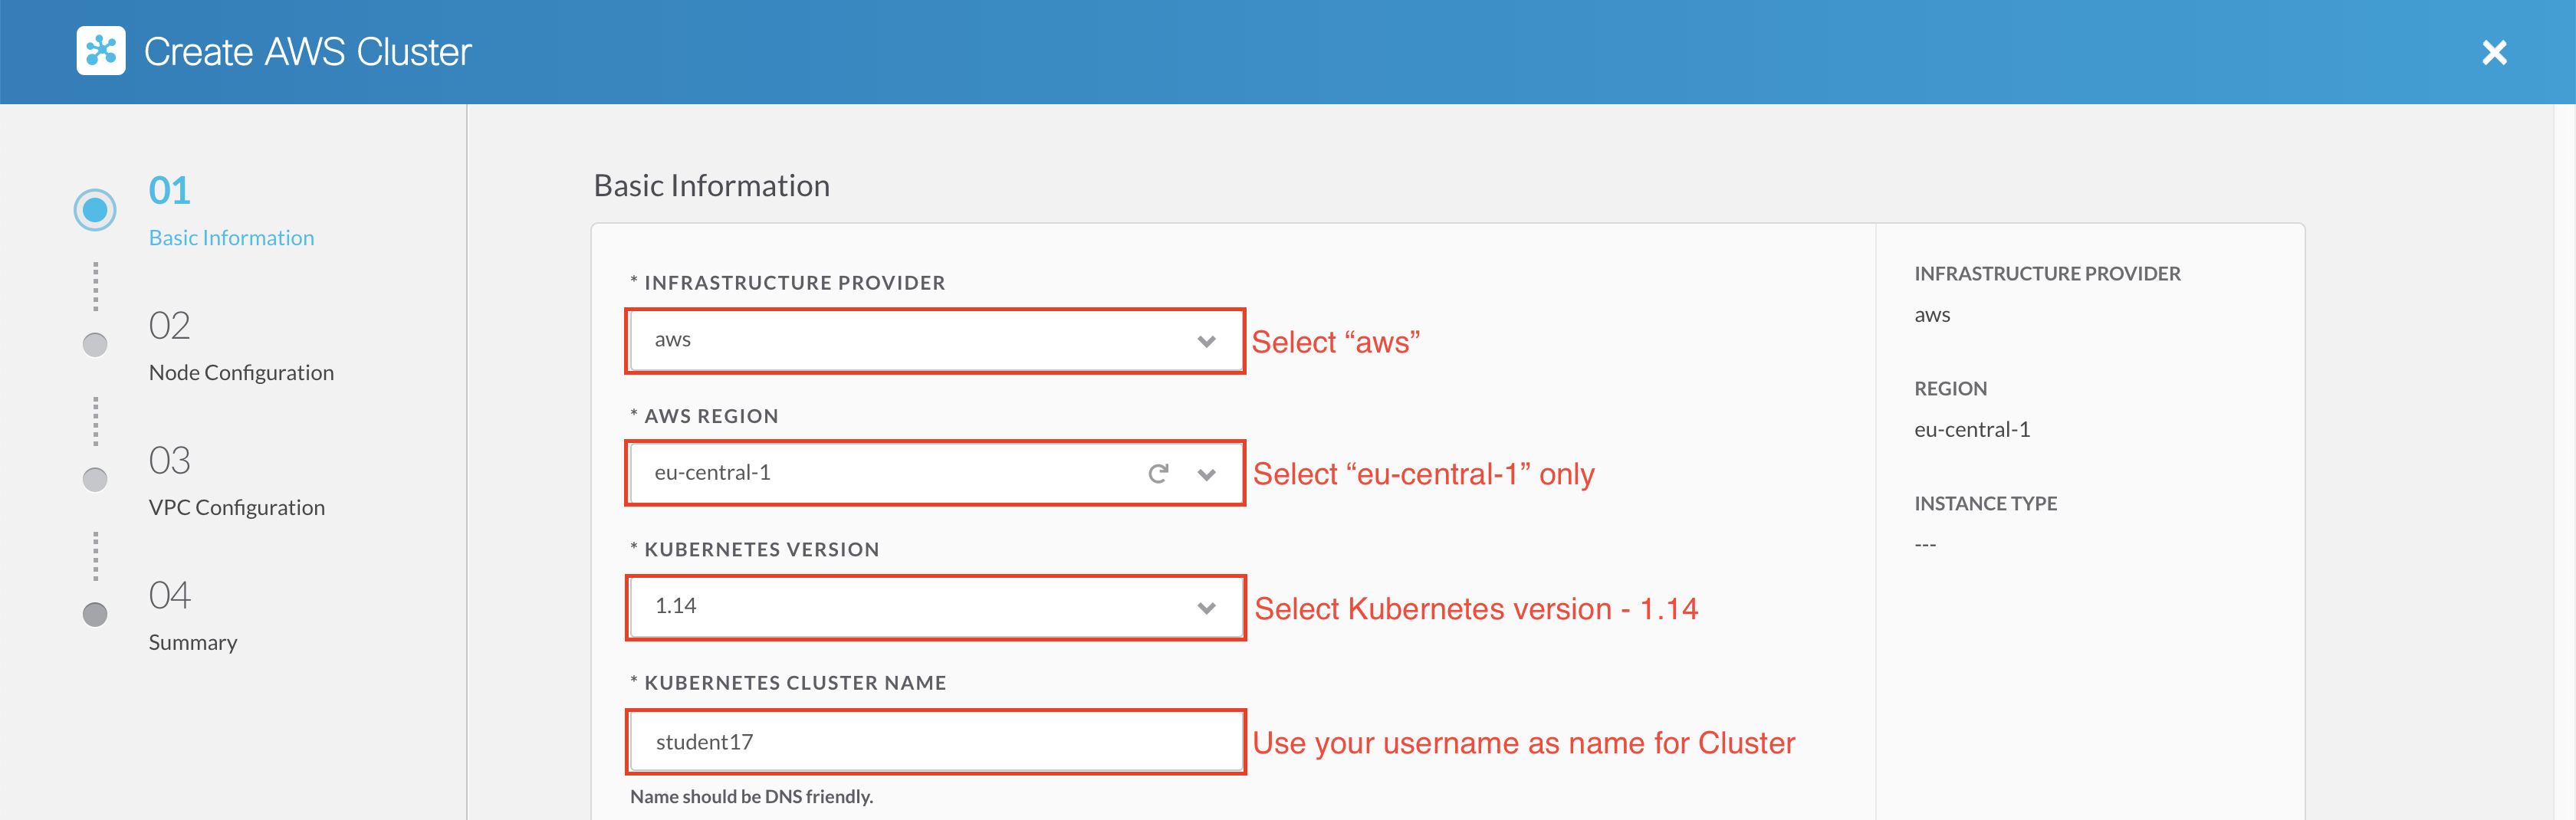 Create AWS Cluster
01
Basic Information
02
Node Configuration
03
VPC Configuration
04
Summary
Basic Information
* INFRASTRUCTURE PROVIDER
aws
Select “aws”
* AWS REGION
eu-central-1
Select “eu-central-1” only
* KUBERNETES VERSION
1.14
Select Kubernetes version - 1.14
* KUBERNETES CLUSTER NAME
student17
Use your username as name for Cluster
Name should be DNS friendly.
INFRASTRUCTURE PROVIDER
aws
REGION
eu-central-1
INSTANCE TYPE
---